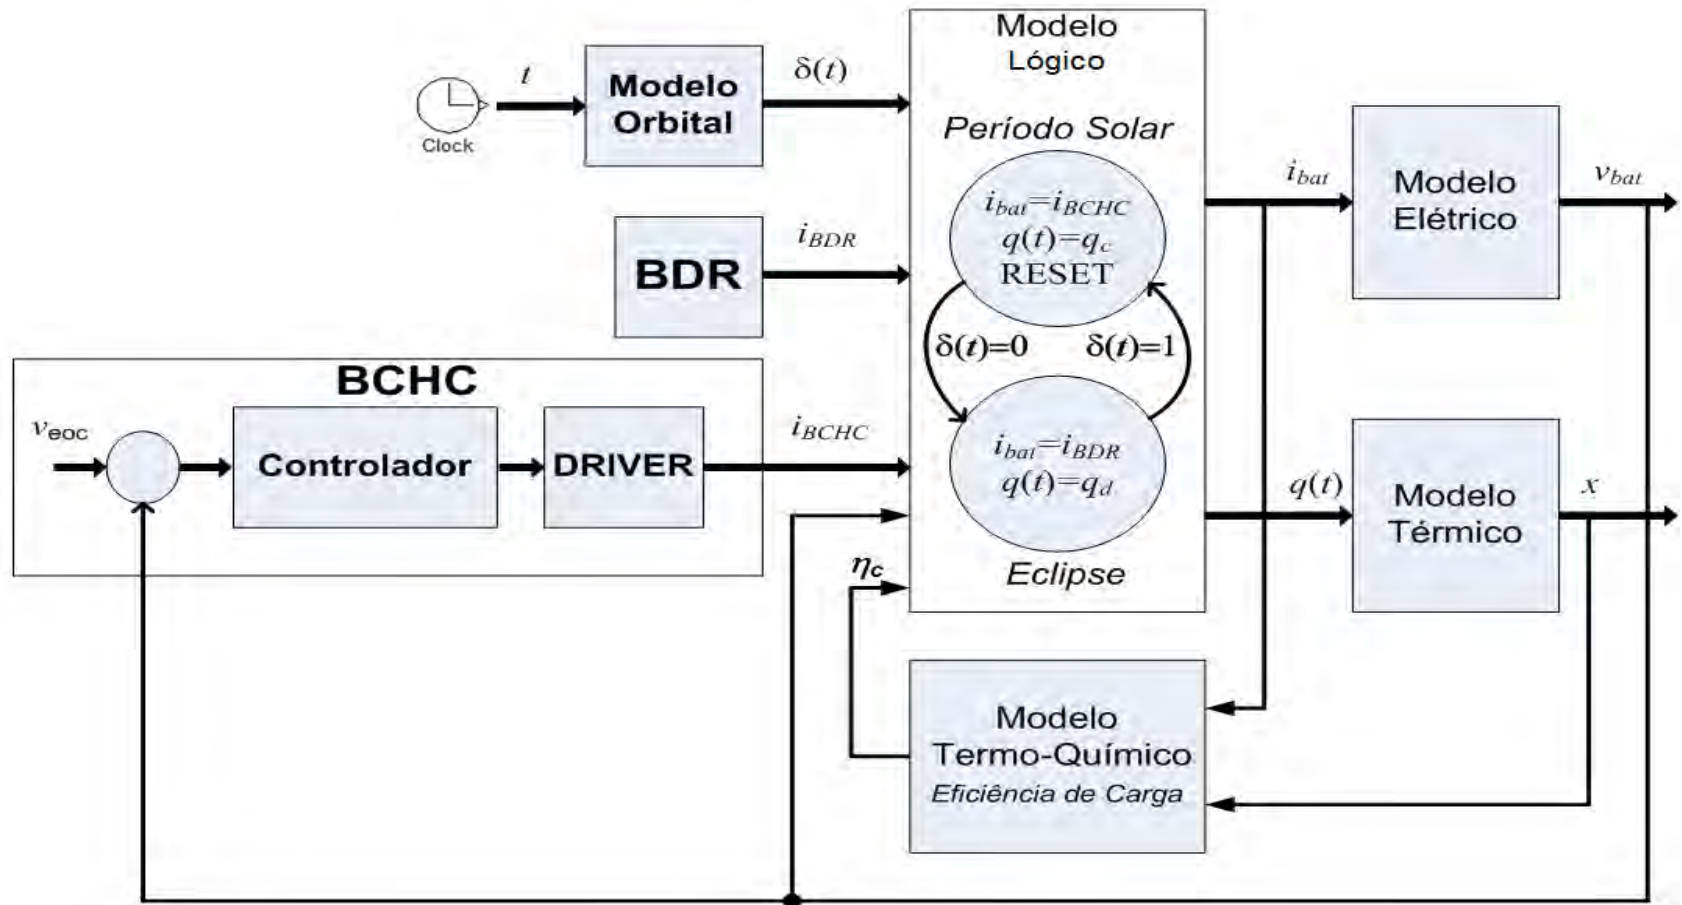 Clock
t
Modelo
Orbital
δ(t)
BDR
i_BDR
BCHC
v_eoc
Controlador
DRIVER
i_BCHC
η_c
Modelo
Lógico
Período Solar
i_bat=i_BCHC
q(t)=q_c
RESET
δ(t)=0
δ(t)=1
i_bat=i_BDR
q(t)=q_d
Eclipse
i_bat
Modelo
Elétrico
v_bat
q(t)
Modelo
Térmico
x
Modelo
Termo-Químico
Eficiência de Carga